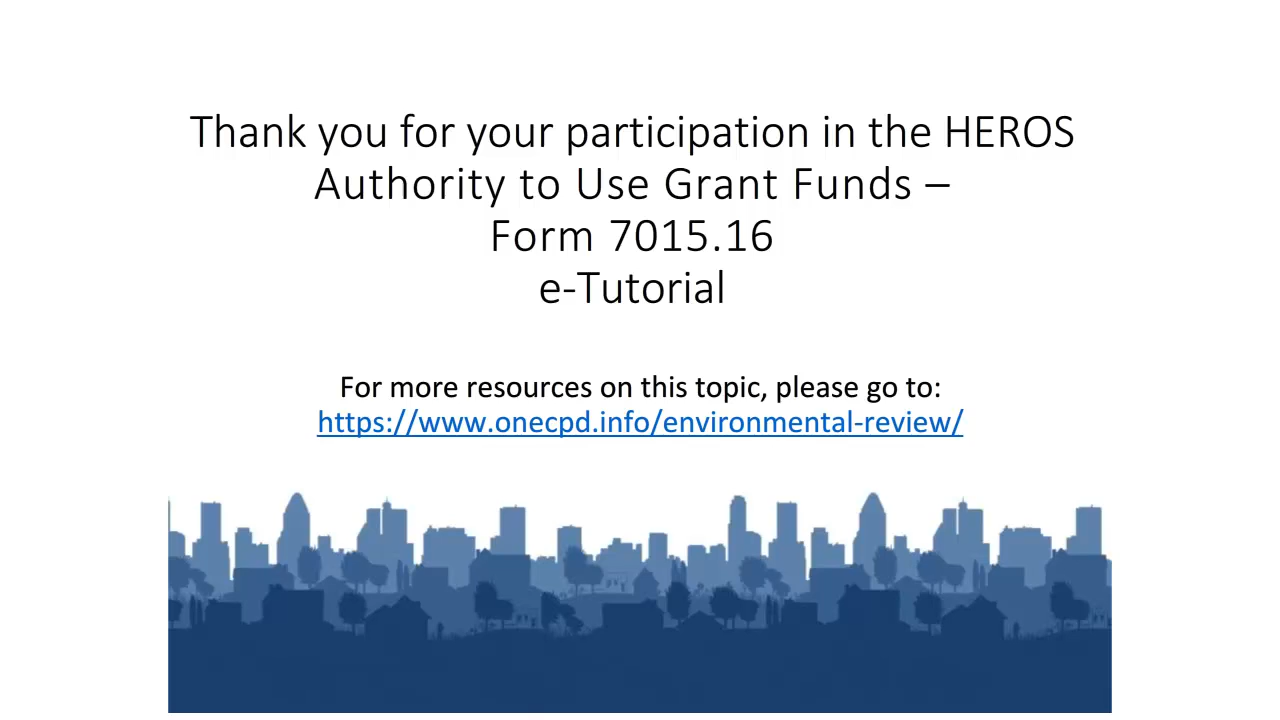 Thank you for your participation in the HEROS
Authority to Use Grant Funds –
Form 7015.16
e-Tutorial
For more resources on this topic, please go to:
https://www.onecpd.info/environmental-review/